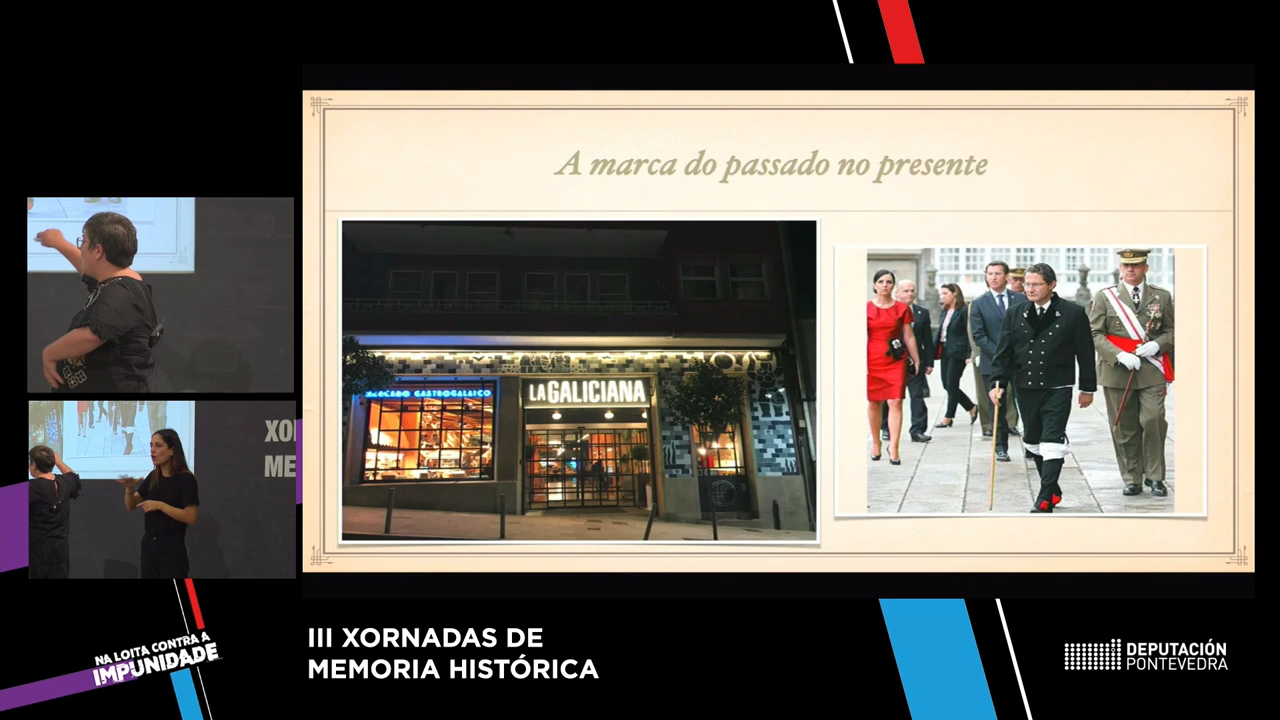 A marca do passado no presente
MERCADO GASTROGALAICO
LA GALICIANA
XOR
ME
NA LOITA CONTRA A
IMPUNIDADE
III XORNADAS DE
MEMORIA HISTÓRICA
DEPUTACIÓN
PONTEVEDRA